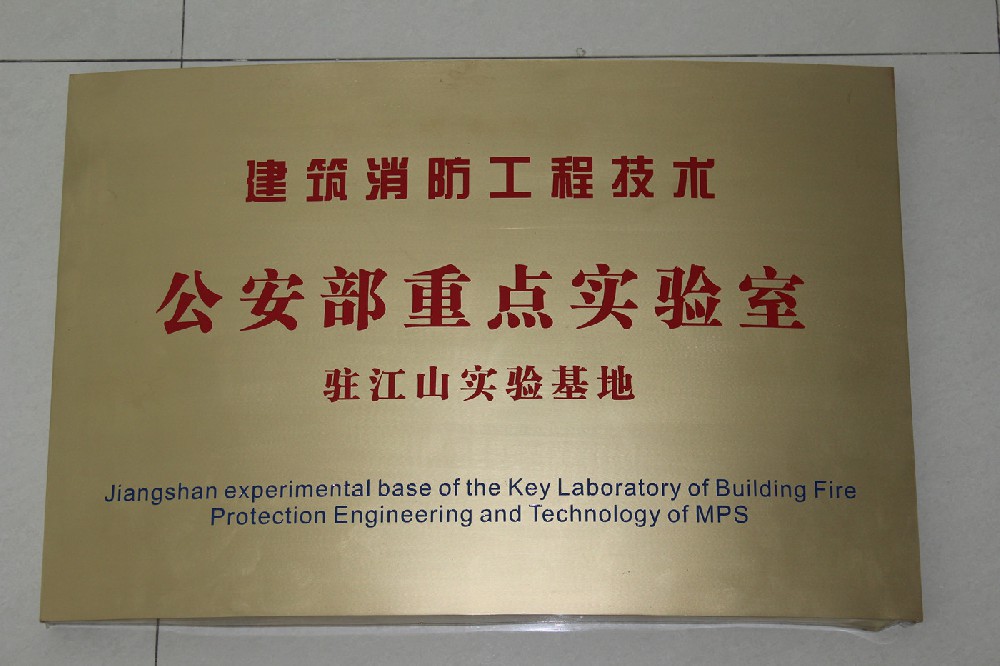 建筑消防工程技术
公安部重点实验室
驻江山实验基地
Jiangshan experimental base of the Key Laboratory of Building Fire
Protection Engineering and Technology of MPS